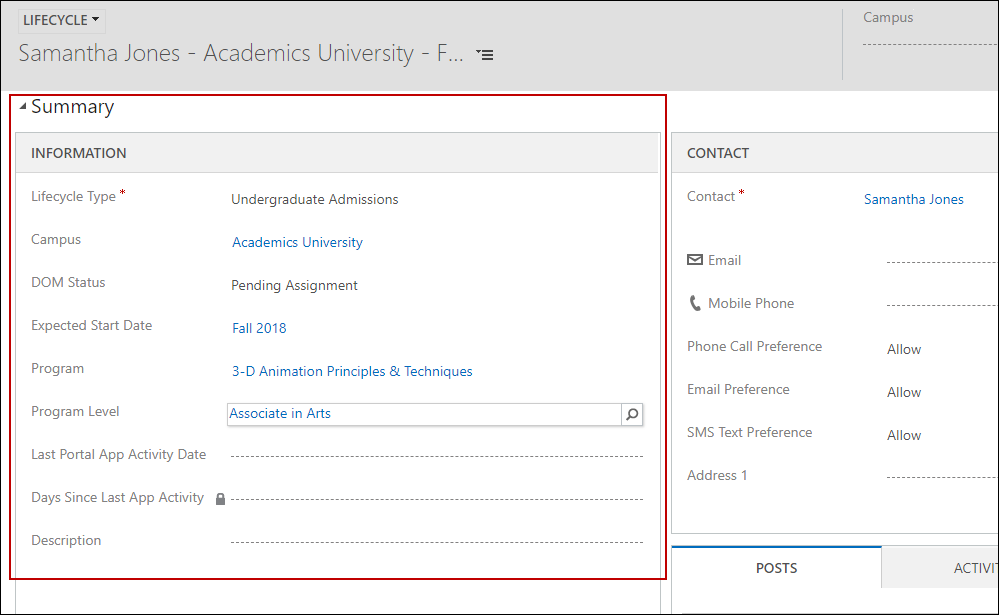 LIFECYCLE
Samantha Jones - Academics University - F...
Campus
Summary
INFORMATION
Lifecycle Type *
Undergraduate Admissions
Campus
Academics University
DOM Status
Pending Assignment
Expected Start Date
Fall 2018
Program
3-D Animation Principles & Techniques
Program Level
Associate in Arts
Last Portal App Activity Date
Days Since Last App Activity
Description
CONTACT
Contact *
Samantha Jones
Email
Mobile Phone
Phone Call Preference
Allow
Email Preference
Allow
SMS Text Preference
Allow
Address 1
POSTS
ACTIVI